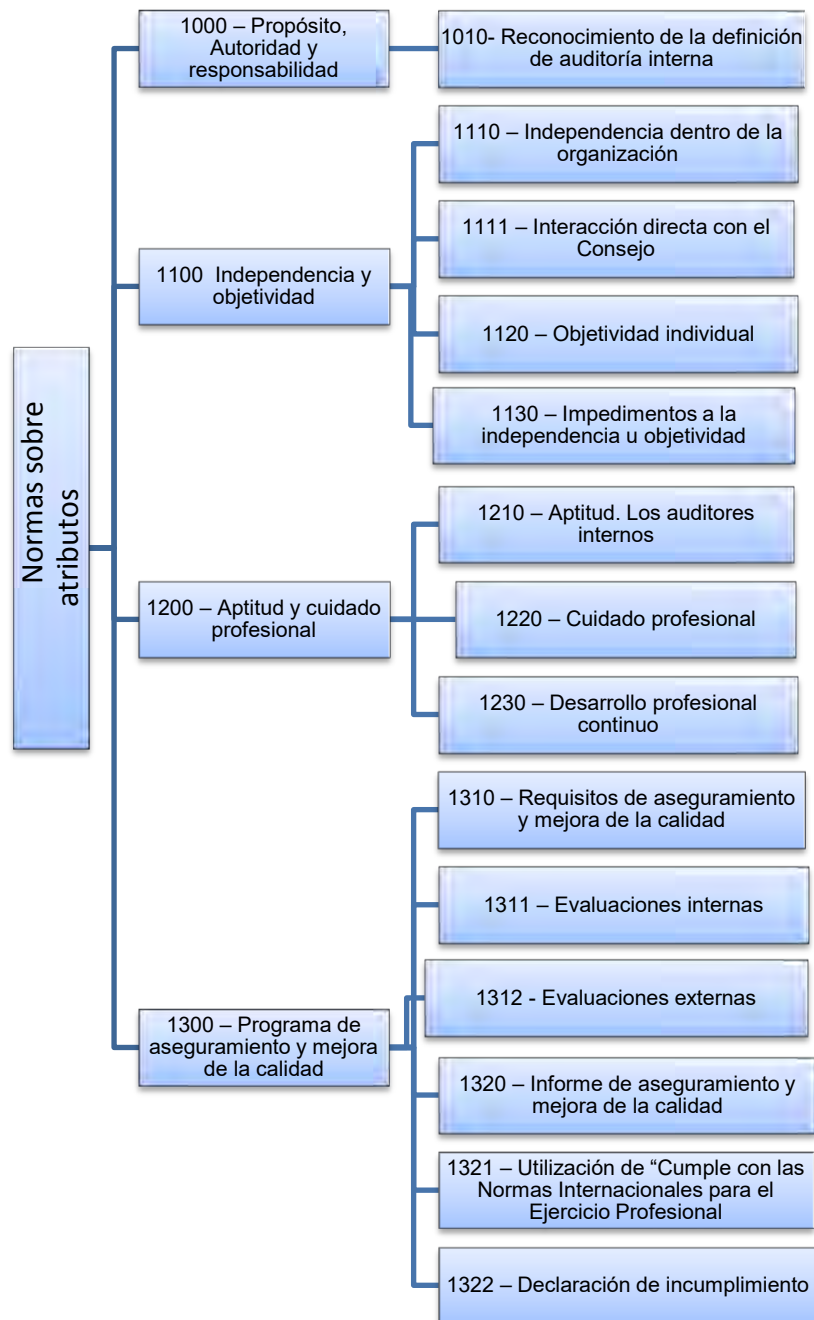 Normas sobre
atributos
1000 – Propósito,
Autoridad y
responsabilidad
1010- Reconocimiento de la definición
de auditoría interna
1100 Independencia y
objetividad
1110 – Independencia dentro de la
organización
1111 – Interacción directa con el
Consejo
1120 – Objetividad individual
1130 – Impedimentos a la
independencia u objetividad
1200 – Aptitud y cuidado
profesional
1210 – Aptitud. Los auditores
internos
1220 – Cuidado profesional
1230 – Desarrollo profesional
continuo
1300 – Programa de
aseguramiento y mejora
de la calidad
1310 – Requisitos de aseguramiento
y mejora de la calidad
1311 – Evaluaciones internas
1312 - Evaluaciones externas
1320 – Informe de aseguramiento y
mejora de la calidad
1321 – Utilización de “Cumple con las
Normas Internacionales para el
Ejercicio Profesional
1322 – Declaración de incumplimiento